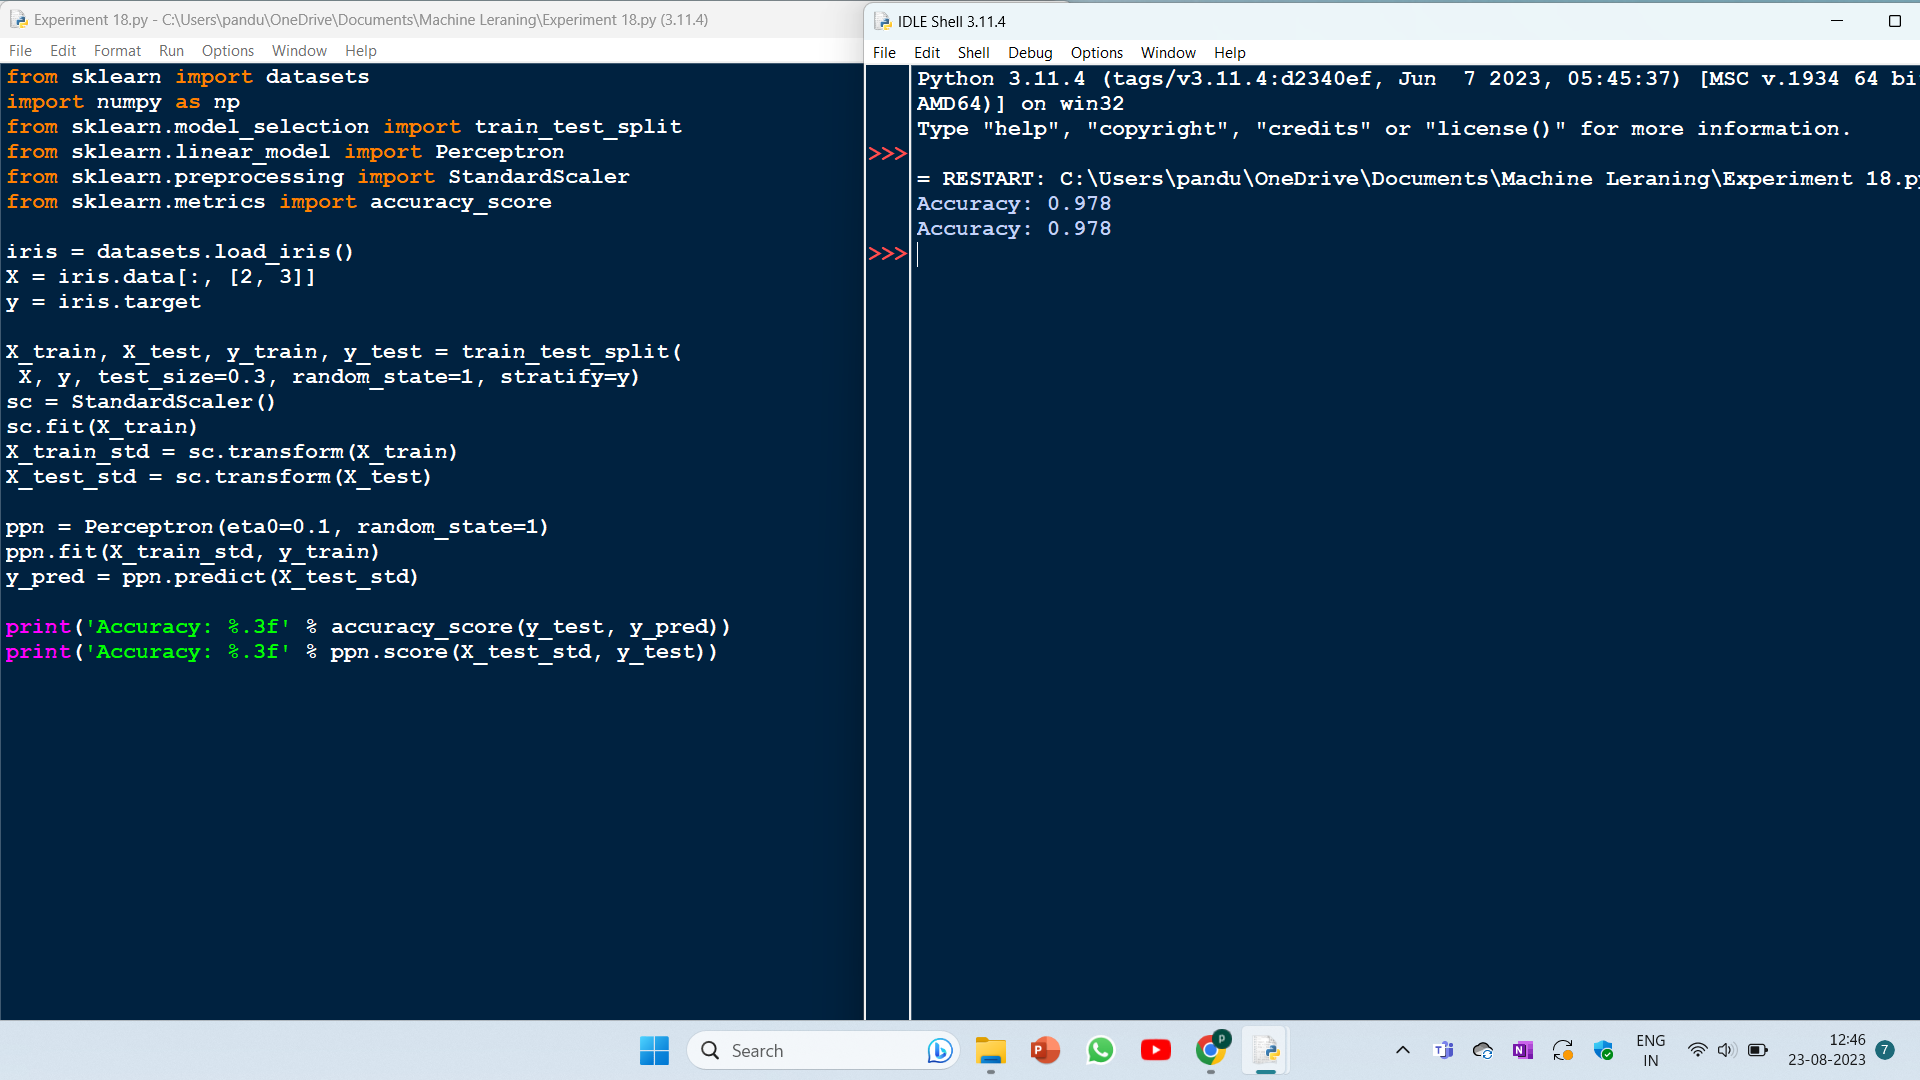 Experiment 18.py - C:\Users\pandu\OneDrive\Documents\Machine Leraning\Experiment 18.py (3.11.4)
File Edit Format Run Options Window Help
from sklearn import datasets
import numpy as np
from sklearn.model_selection import train_test_split
from sklearn.linear_model import Perceptron
from sklearn.preprocessing import StandardScaler
from sklearn.metrics import accuracy_score
iris = datasets.load_iris()
X = iris.data[:, [2, 3]]
y = iris.target
X_train, X_test, y_train, y_test = train_test_split(
 X, y, test_size=0.3, random_state=1, stratify=y)
sc = StandardScaler()
sc.fit(X_train)
X_train_std = sc.transform(X_train)
X_test_std = sc.transform(X_test)
ppn = Perceptron(eta0=0.1, random_state=1)
ppn.fit(X_train_std, y_train)
y_pred = ppn.predict(X_test_std)
print('Accuracy: %.3f' % accuracy_score(y_test, y_pred))
print('Accuracy: %.3f' % ppn.score(X_test_std, y_test))
IDLE Shell 3.11.4
File Edit Shell Debug Options Window Help
Python 3.11.4 (tags/v3.11.4:d2340ef, Jun  7 2023, 05:45:37) [MSC v.1934 64 bi
AMD64)] on win32
Type "help", "copyright", "credits" or "license()" for more information.
>>>
= RESTART: C:\Users\pandu\OneDrive\Documents\Machine Leraning\Experiment 18.p
Accuracy: 0.978
Accuracy: 0.978
>>>
Search
P
ENG
IN
12:46
23-08-2023
7